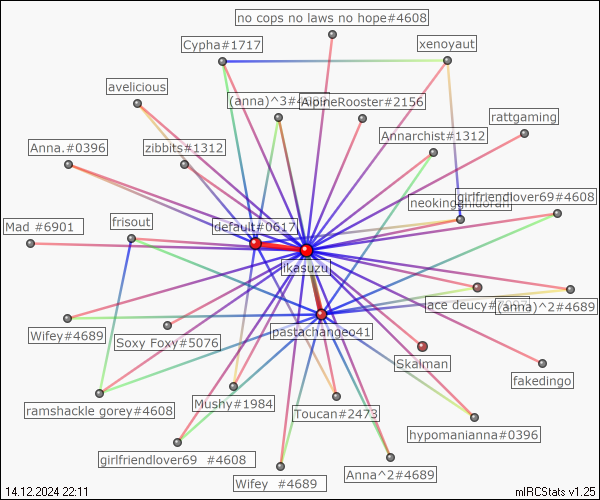 no cops no laws no hope#4608
Cypha#1717
xenoyaut
avelicious
(anna)^3#4
AlpineRooster#2156
rattgaming
Anna.#0396
zibbits#1312
Annarchist#1312
girlfriendlover69#4608
Mad #6901
frisout
default#0617
ikasuzu
jace deucy#
(anna)^2#4689
Wifey#4689
Soxy Foxy#5076
pastachange041
Skalman
fakedingo
ramshackle gorey#4608
Mushy#1984
Toucan#2473
hypomanianna#0396
girlfriendlover69 #4608
Wifey #4689
Anna^2#4689
14.12.2024 22:11
mIRCStats v1.25